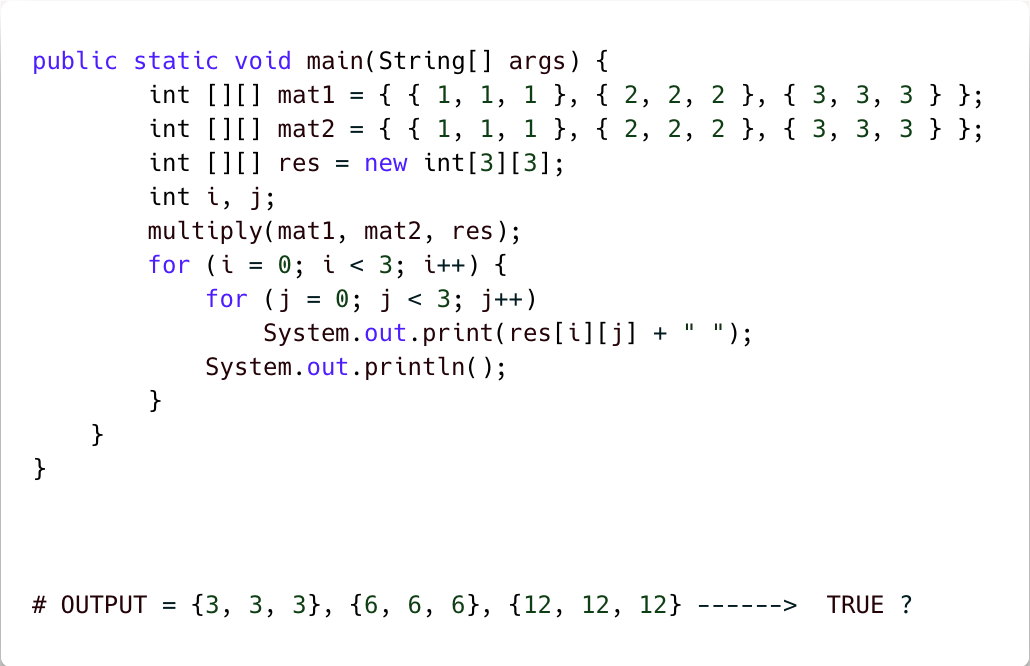 public static void main(String[] args) {
int [][] mat1 = { { 1, 1, 1 }, { 2, 2, 2 }, { 3, 3, 3 } };
int [][] mat2 = { { 1, 1, 1 }, { 2, 2, 2 }, { 3, 3, 3 } };
int [][] res = new int[3][3];
int i, j;
multiply(mat1, mat2, res);
for (i = 0; i < 3; i++) {
for (j = 0; j < 3; j++)
System.out.print(res[i][j] + " ");
System.out.println();
}
}
}
# OUTPUT = {3, 3, 3}, {6, 6, 6}, {12, 12, 12} ------> TRUE ?